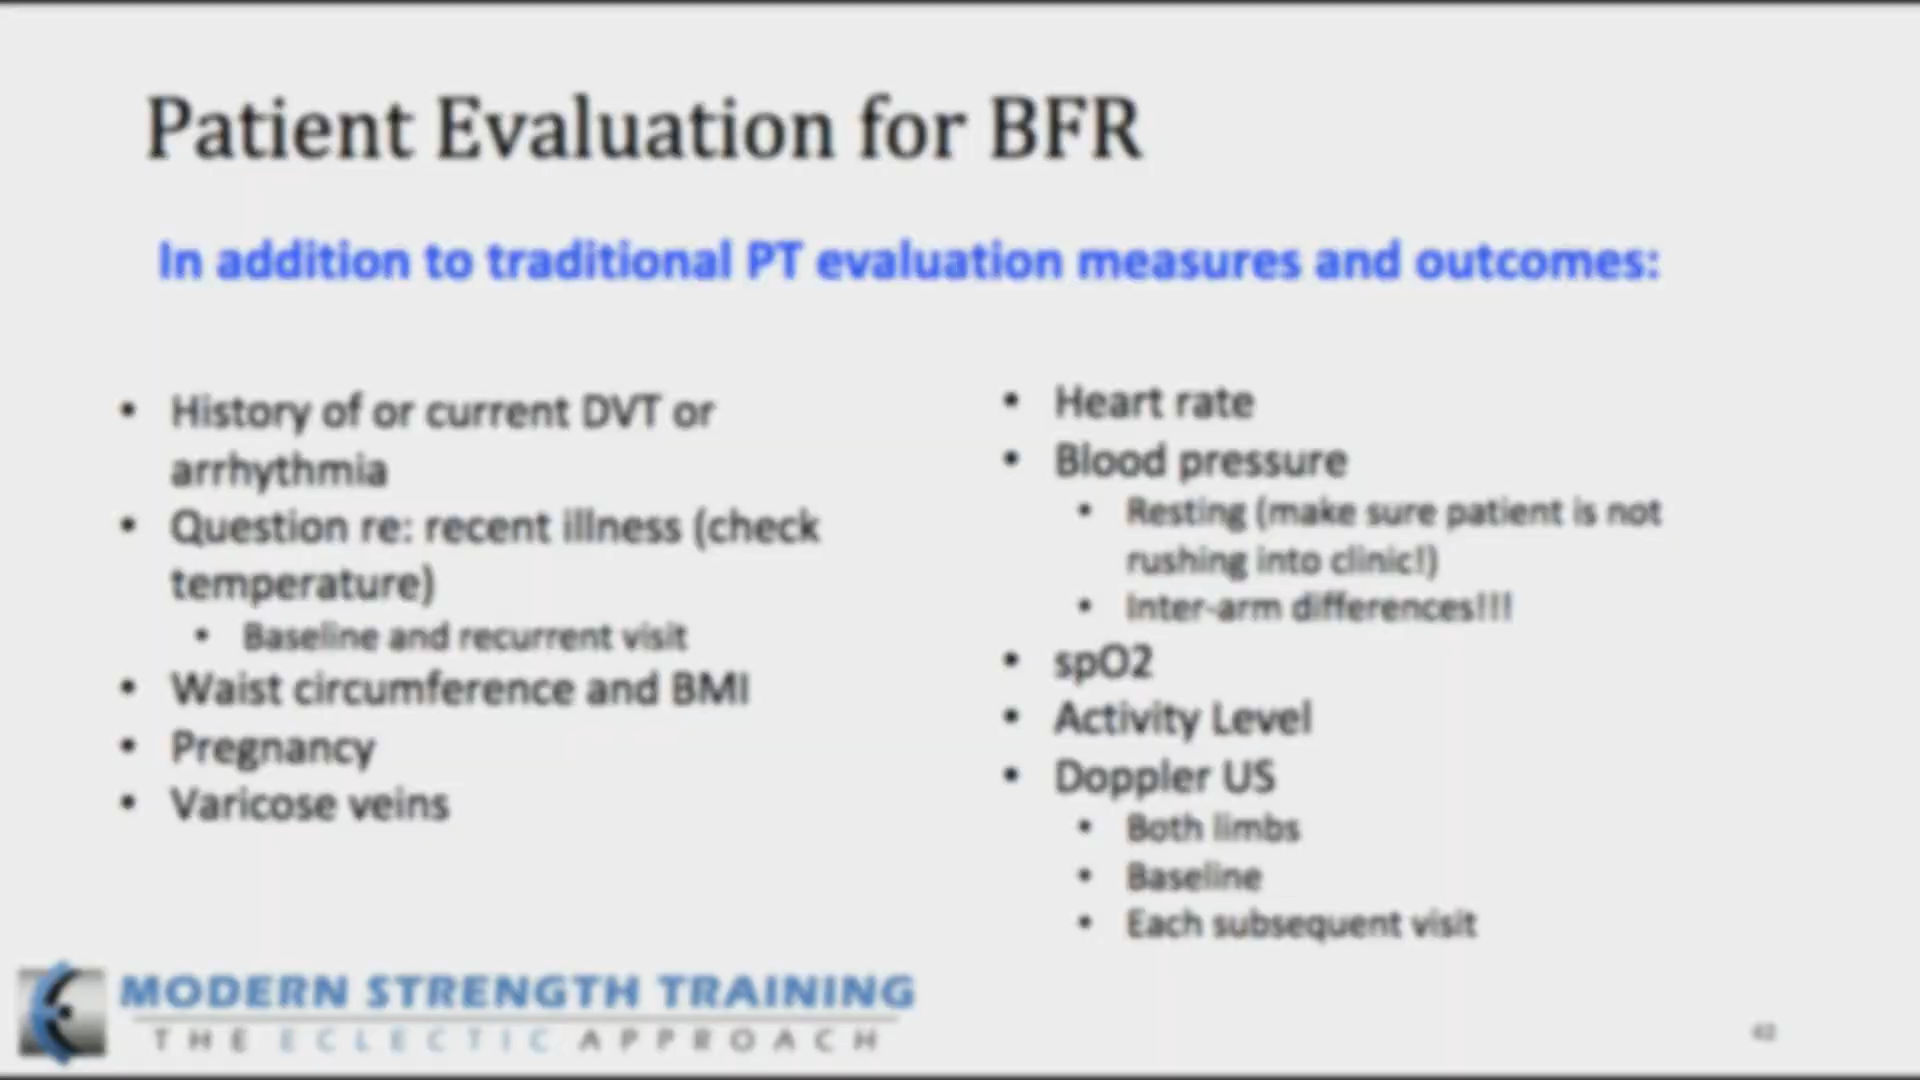 Patient Evaluation for BFR
In addition to traditional PT evaluation measures and outcomes:
• History of or current DVT or
arrhythmia
• Question re: recent illness (check
temperature)
• Baseline and recurrent visit
• Waist circumference and BMI
• Pregnancy
• Varicose veins
• Heart rate
• Blood pressure
• Resting (make sure patient is not
rushing into clinic!)
• Inter-arm differences!!!
• spO2
• Activity Level
• Doppler US
• Both limbs
• Baseline
• Each subsequent visit
MODERN STRENGTH TRAINING
THE ECLECTIC APPROACH